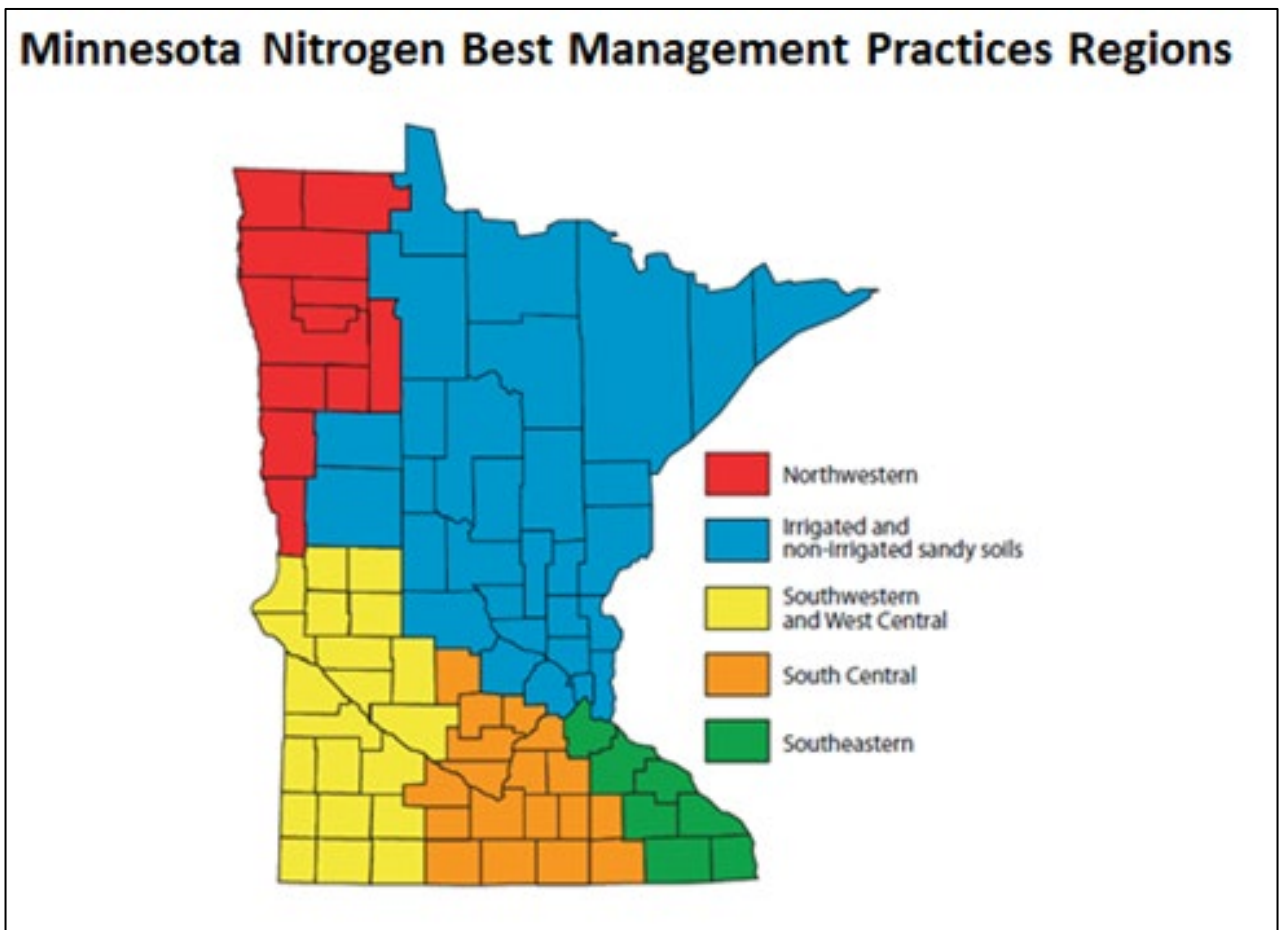 Minnesota Nitrogen Best Management Practices Regions
Northwestern
Irrigated and
non-irrigated sandy soils
Southwestern
and West Central
South Central
Southeastern